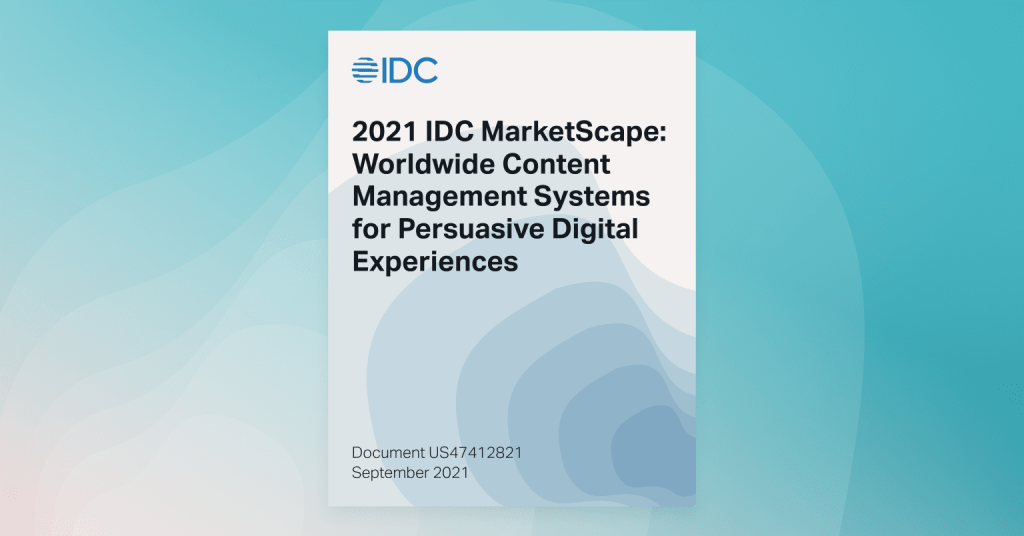 IDC
2021 IDC MarketScape:
Worldwide Content
Management Systems
for Persuasive Digital
Experiences
Document US47412821
September 2021